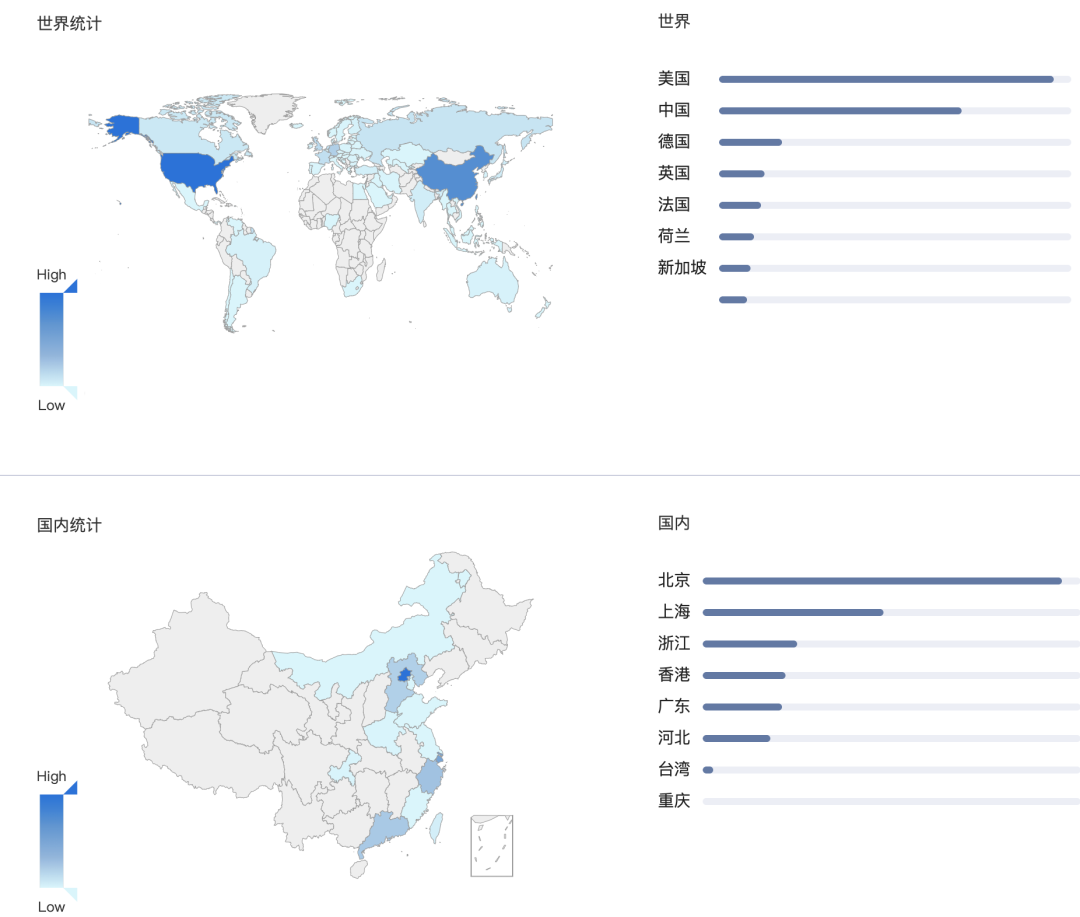 世界统计
High
Low
世界
美国
中国
德国
英国
法国
荷兰
新加坡
国内统计
High
Low
国内
北京
上海
浙江
香港
广东
河北
台湾
重庆